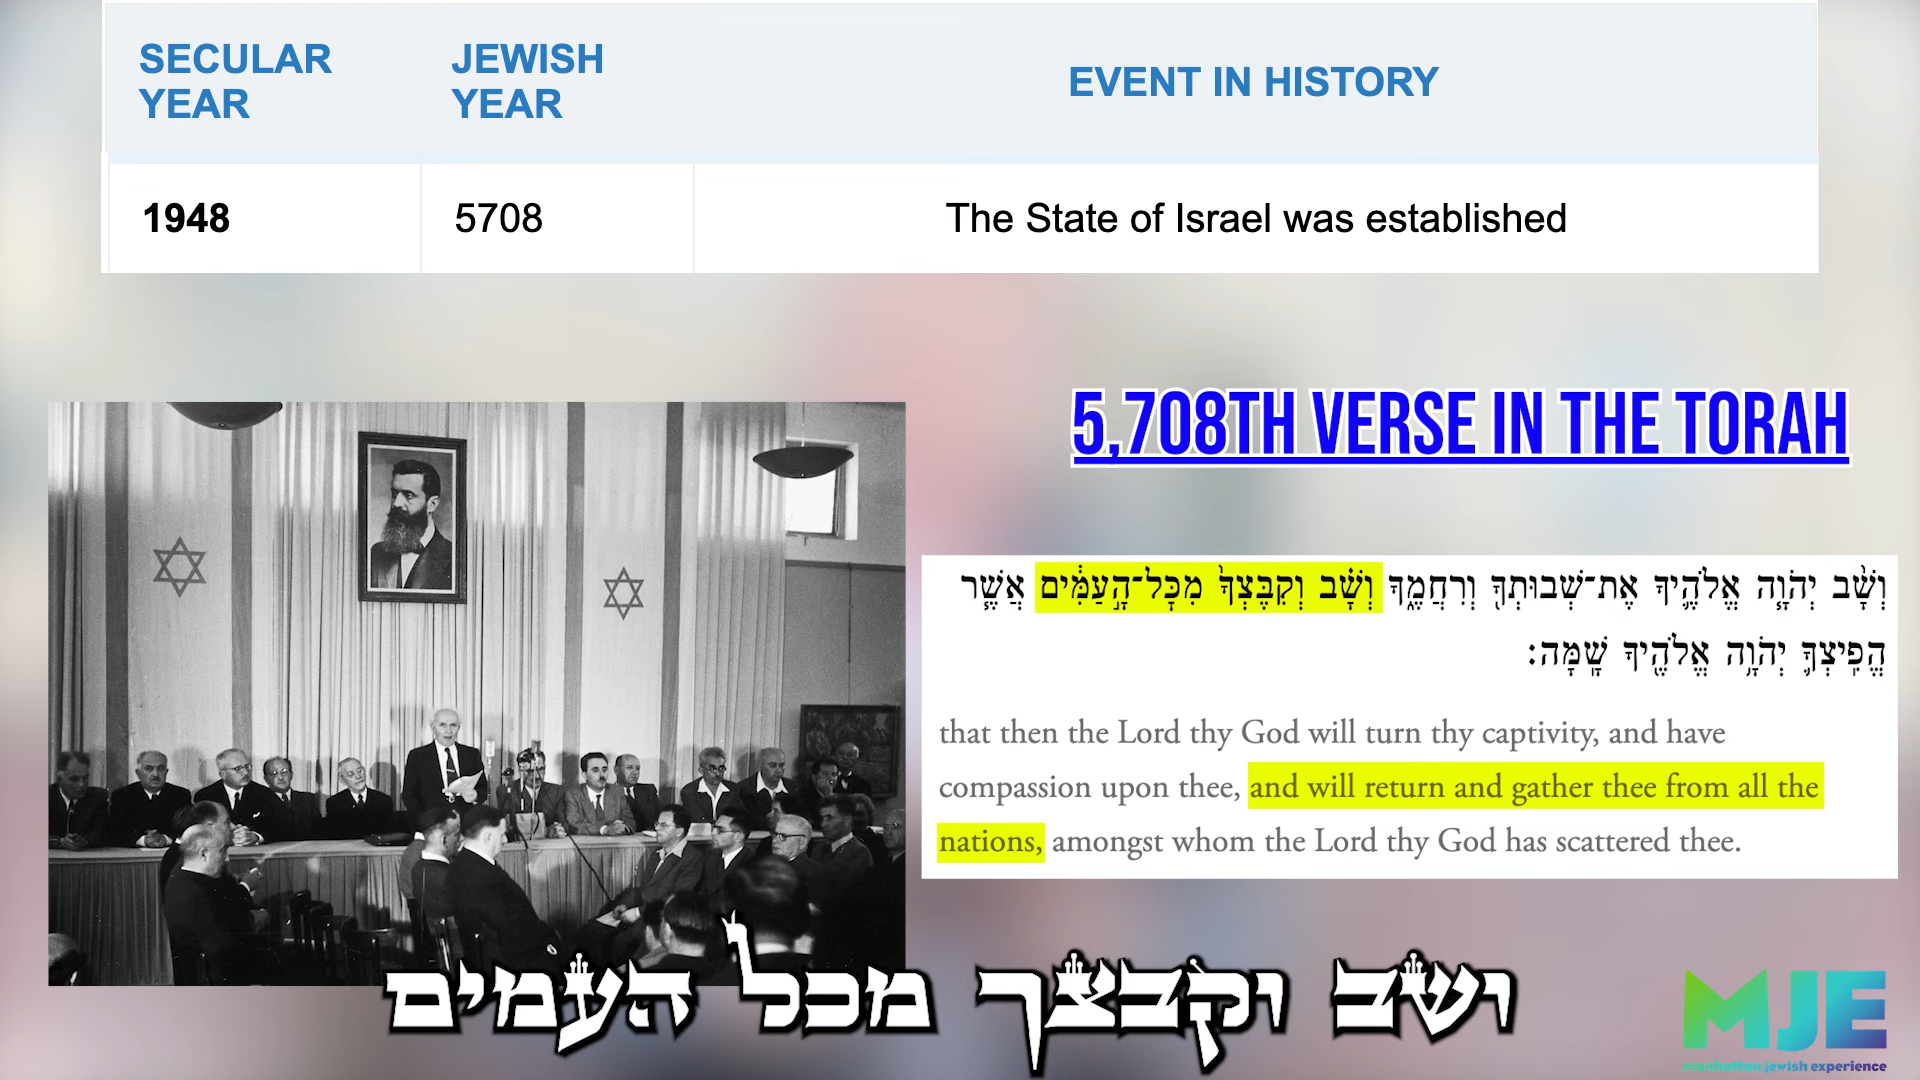 SECULAR YEAR
JEWISH YEAR
EVENT IN HISTORY
1948
5708
The State of Israel was established
5,708TH VERSE IN THE TORAH
וְשָׁ֨ב יְהֹוָ֧ה אֱלֹהֶ֛יךָ אֶת־שְׁבוּתְךָ֖ וְרִחֲמֶ֑ךָ וְשָׁ֗ב וְקִבֶּצְךָ֙ מִכׇּל־הָ֣עַמִּ֔ים אֲשֶׁ֧ר
הֱפִֽיצְךָ֛ יְהֹוָ֥ה אֱלֹהֶ֖יךָ שָֽׁמָּה׃
that then the Lord thy God will turn thy captivity, and have
compassion upon thee, and will return and gather thee from all the
nations, amongst whom the Lord thy God has scattered thee.
ושב וקבצך מכל העמים
MJE
manhattan jewish experience